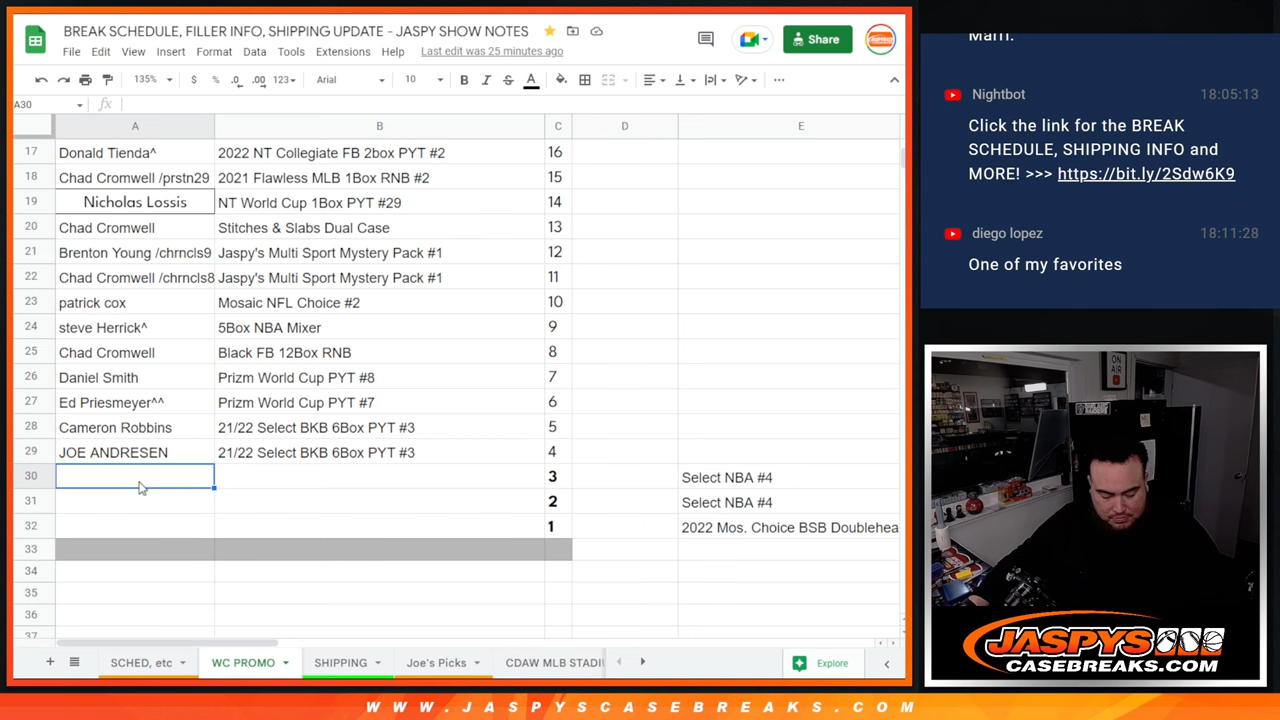 BREAK SCHEDULE, FILLER INFO, SHIPPING UPDATE - JASPY SHOW NOTES
File Edit View Insert Format Data Tools Extensions Help Last edit was 25 minutes ago
Share
135% $ % .0 .00 123 Arial 10 B I S A
A30 fx
A B C D E
17 Donald Tienda^ 2022 NT Collegiate FB 2box PYT #2 16
18 Chad Cromwell /prstn29 2021 Flawless MLB 1Box RNB #2 15
19 Nicholas Lossis NT World Cup 1Box PYT #29 14
20 Chad Cromwell Stitches & Slabs Dual Case 13
21 Brenton Young /chrncls9 Jaspy's Multi Sport Mystery Pack #1 12
22 Chad Cromwell /chrncls8 Jaspy's Multi Sport Mystery Pack #1 11
23 patrick cox Mosaic NFL Choice #2 10
24 steve Herrick^ 5Box NBA Mixer 9
25 Chad Cromwell Black FB 12Box RNB 8
26 Daniel Smith Prizm World Cup PYT #8 7
27 Ed Priesmeyer^^ Prizm World Cup PYT #7 6
28 Cameron Robbins 21/22 Select BKB 6Box PYT #3 5
29 JOE ANDRESEN 21/22 Select BKB 6Box PYT #3 4
30 3 Select NBA #4
31 2 Select NBA #4
32 1 2022 Mos. Choice BSB Doublehea
33
34
35
36
37
SCHED, etc WC PROMO SHIPPING Joe's Picks CDAW MLB STADI Explore
Marri.
Nightbot 18:05:13
Click the link for the BREAK
SCHEDULE, SHIPPING INFO and
MORE! >>> https://bit.ly/2Sdw6K9
diego lopez 18:11:28
One of my favorites
ON
AIR
JASPYS
CASEBREAKS.COM
WWW.JASPYSCASEBREAKS.COM